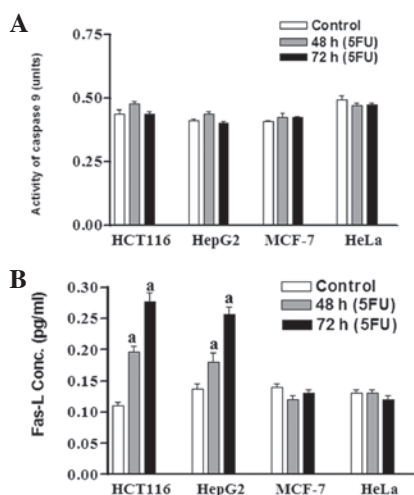 A
Control
48 h (5FU)
72 h (5FU)
Activity of caspase 9 (units)
0.75
0.50
0.25
0.00
HCT116 HepG2 MCF-7 HeLa
B
Control
48 h (5FU)
72 h (5FU)
Fas-L Conc. (pg/ml)
0.30
0.25
0.20
0.15
0.10
0.05
0.00
a a a a
HCT116 HepG2 MCF-7 HeLa